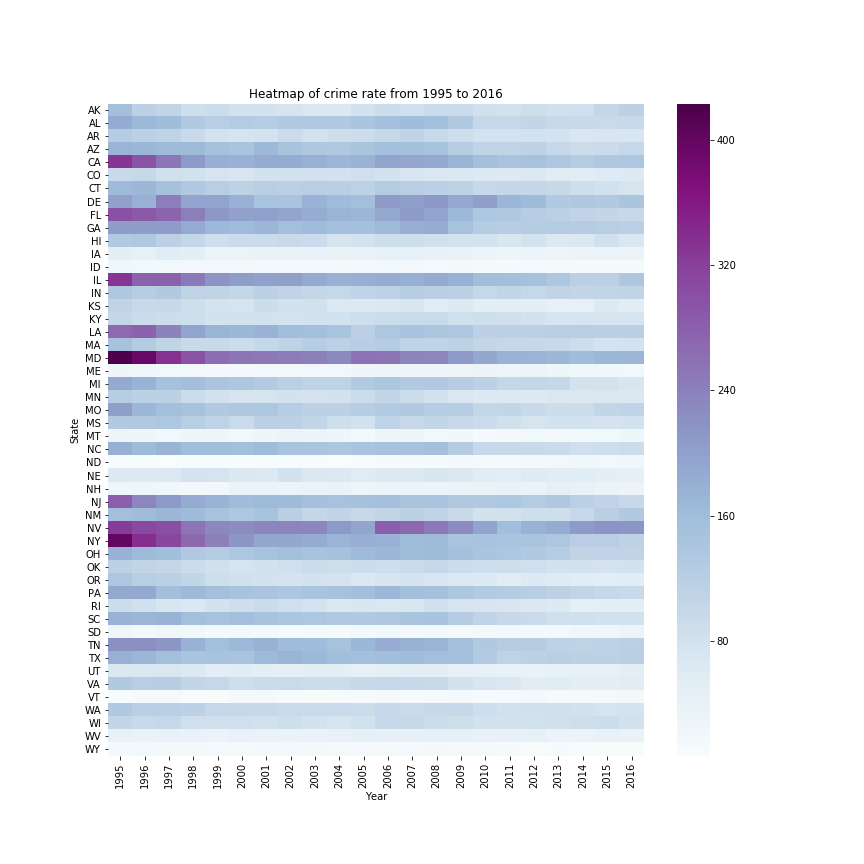 Heatmap of crime rate from 1995 to 2016
AK
AL
AR
AZ
CA
CO
CT
DE
FL
GA
HI
IA
ID
IL
IN
KS
KY
LA
MA
MD
ME
MI
MN
MO
MS
MT
NC
ND
NE
NH
NJ
NM
NV
NY
OH
OK
OR
PA
RI
SC
SD
TN
TX
UT
VA
VT
WA
WI
WV
WY
State
1995 1996 1997 1998 1999 2000 2001 2002 2003 2004 2005 2006 2007 2008 2009 2010 2011 2012 2013 2014 2015 2016
Year
400
320
240
160
80